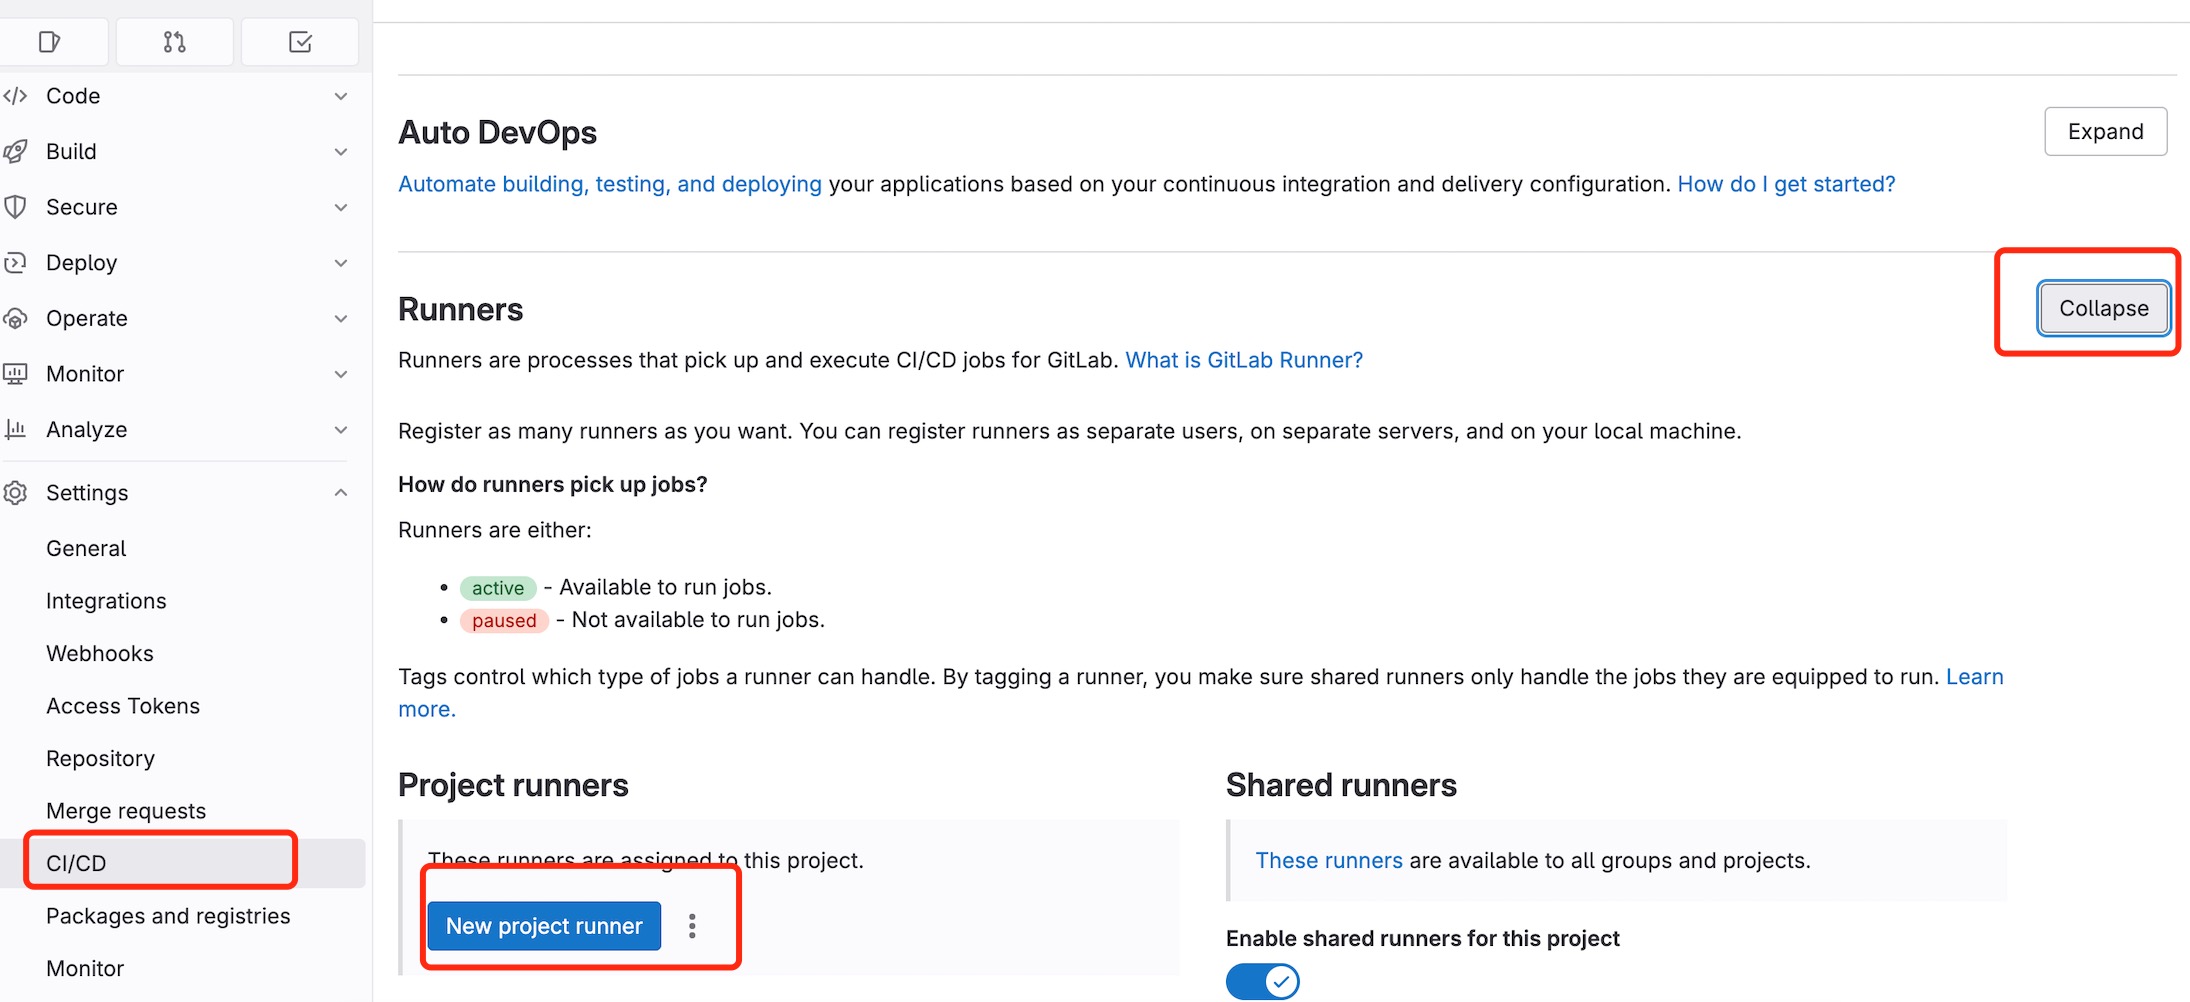 Code
Build
Secure
Deploy
Operate
Monitor
Analyze
Settings
General
Integrations
Webhooks
Access Tokens
Repository
Merge requests
CI/CD
Packages and registries
Monitor
Auto DevOps
Expand
Automate building, testing, and deploying your applications based on your continuous integration and delivery configuration. How do I get started?
Runners
Collapse
Runners are processes that pick up and execute CI/CD jobs for GitLab. What is GitLab Runner?
Register as many runners as you want. You can register runners as separate users, on separate servers, and on your local machine.
How do runners pick up jobs?
Runners are either:
• active - Available to run jobs.
• paused - Not available to run jobs.
Tags control which type of jobs a runner can handle. By tagging a runner, you make sure shared runners only handle the jobs they are equipped to run. Learn
more.
Project runners
These runners are assigned to this project.
New project runner
Shared runners
These runners are available to all groups and projects.
Enable shared runners for this project